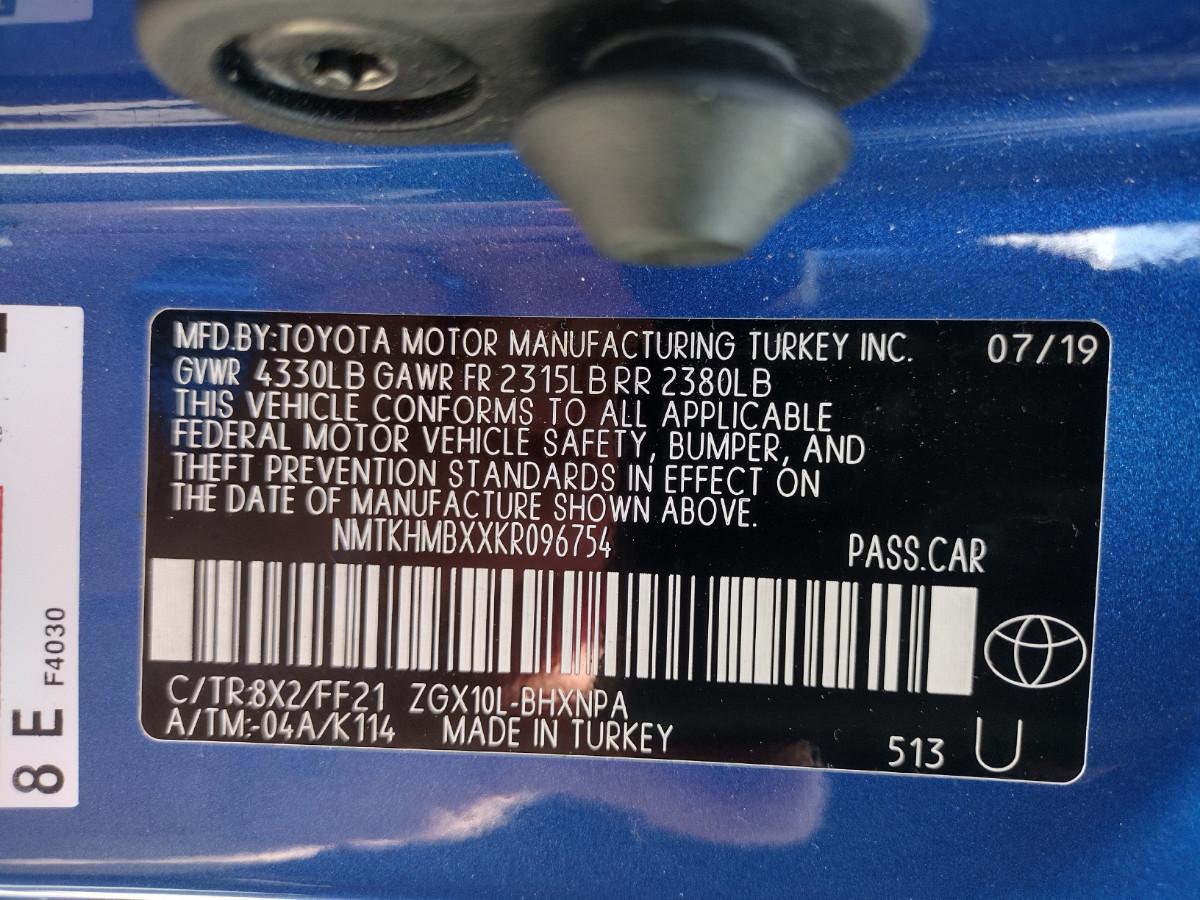 MFD.BY:TOYOTA MOTOR MANUFACTURING TURKEY INC. 07/19
GVWR 4330LB GAWR FR 2315LB RR 2380LB
THIS VEHICLE CONFORMS TO ALL APPLICABLE
FEDERAL MOTOR VEHICLE SAFETY, BUMPER, AND
THEFT PREVENTION STANDARDS IN EFFECT ON
THE DATE OF MANUFACTURE SHOWN ABOVE.
NMTKHMBXXKR096754 PASS.CAR
C/TR:8X2/FF21 ZGX10L-BHXNPA
A/TM:-04A/K114 MADE IN TURKEY
513 U
8 E F4030